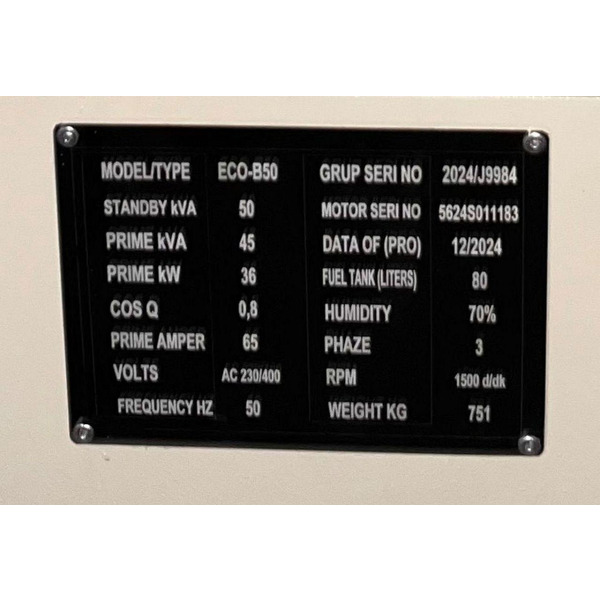 MODEL/TYPE ECO-B50 GRUP SERI NO 2024/J9984
STANDBY kVA 50 MOTOR SERI NO 5624S011183
PRIME kVA 45 DATA OF (PRO) 12/2024
PRIME kW 36 FUEL TANK (LITERS) 80
COS Q 0,8 HUMIDITY 70%
PRIME AMPER 65 PHAZE 3
VOLTS AC 230/400 RPM 1500 d/dk
FREQUENCY HZ 50 WEIGHT KG 751